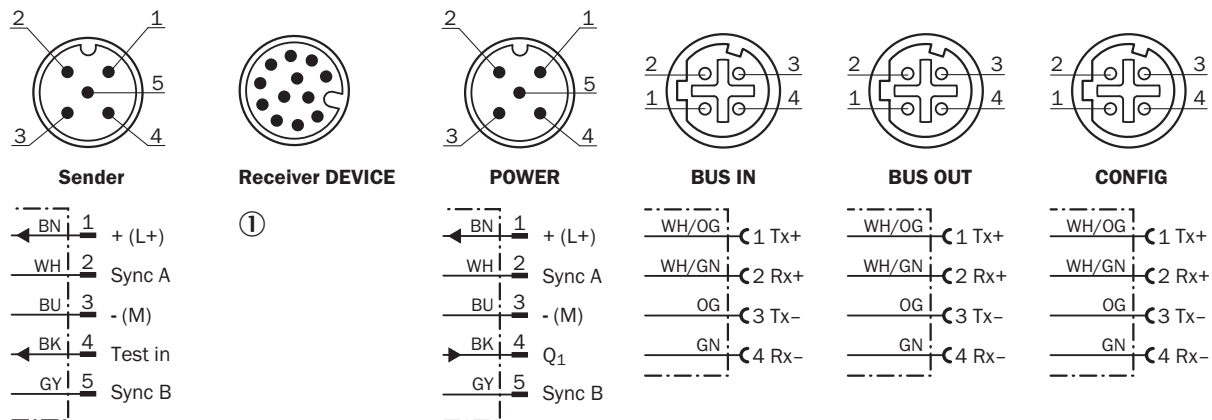 2 1 2 1
2 3 2 3 2 3
5 5
1 4 1 4 1 4
3 4 3 4
Sender Receiver DEVICE POWER BUS IN BUS OUT CONFIG
BN 1 + (L+) ① BN 1 + (L+) WH/OG 1 Tx+ WH/OG 1 Tx+ WH/OG 1 Tx+
WH 2 Sync A WH 2 Sync A WH/GN 2 Rx+ WH/GN 2 Rx+ WH/GN 2 Rx+
BU 3 - (M) BU 3 - (M) OG 3 Tx– OG 3 Tx– OG 3 Tx–
BK 4 Test in BK 4 Q₁ GN 4 Rx– GN 4 Rx– GN 4 Rx–
GY 5 Sync B GY 5 Sync B